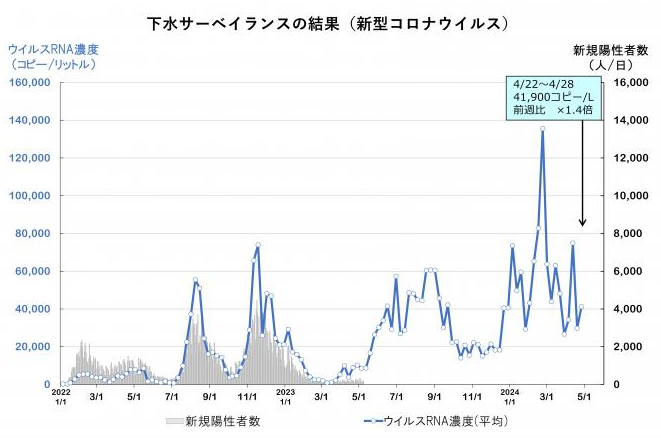 下水サーベイランスの結果（新型コロナウイルス）
ウイルスRNA濃度
（コピー/リットル）
新規陽性者数
（人/日）
4/22～4/28
41,900コピー/L
前週比　×1.4倍
160,000
140,000
120,000
100,000
80,000
60,000
40,000
20,000
0
16,000
14,000
12,000
10,000
8,000
6,000
4,000
2,000
0
2022 2023 2024
1/1 3/1 5/1 7/1 9/1 11/1 1/1 3/1 5/1 7/1 9/1 11/1 1/1 3/1 5/1
新規陽性者数 ウイルスRNA濃度(平均)